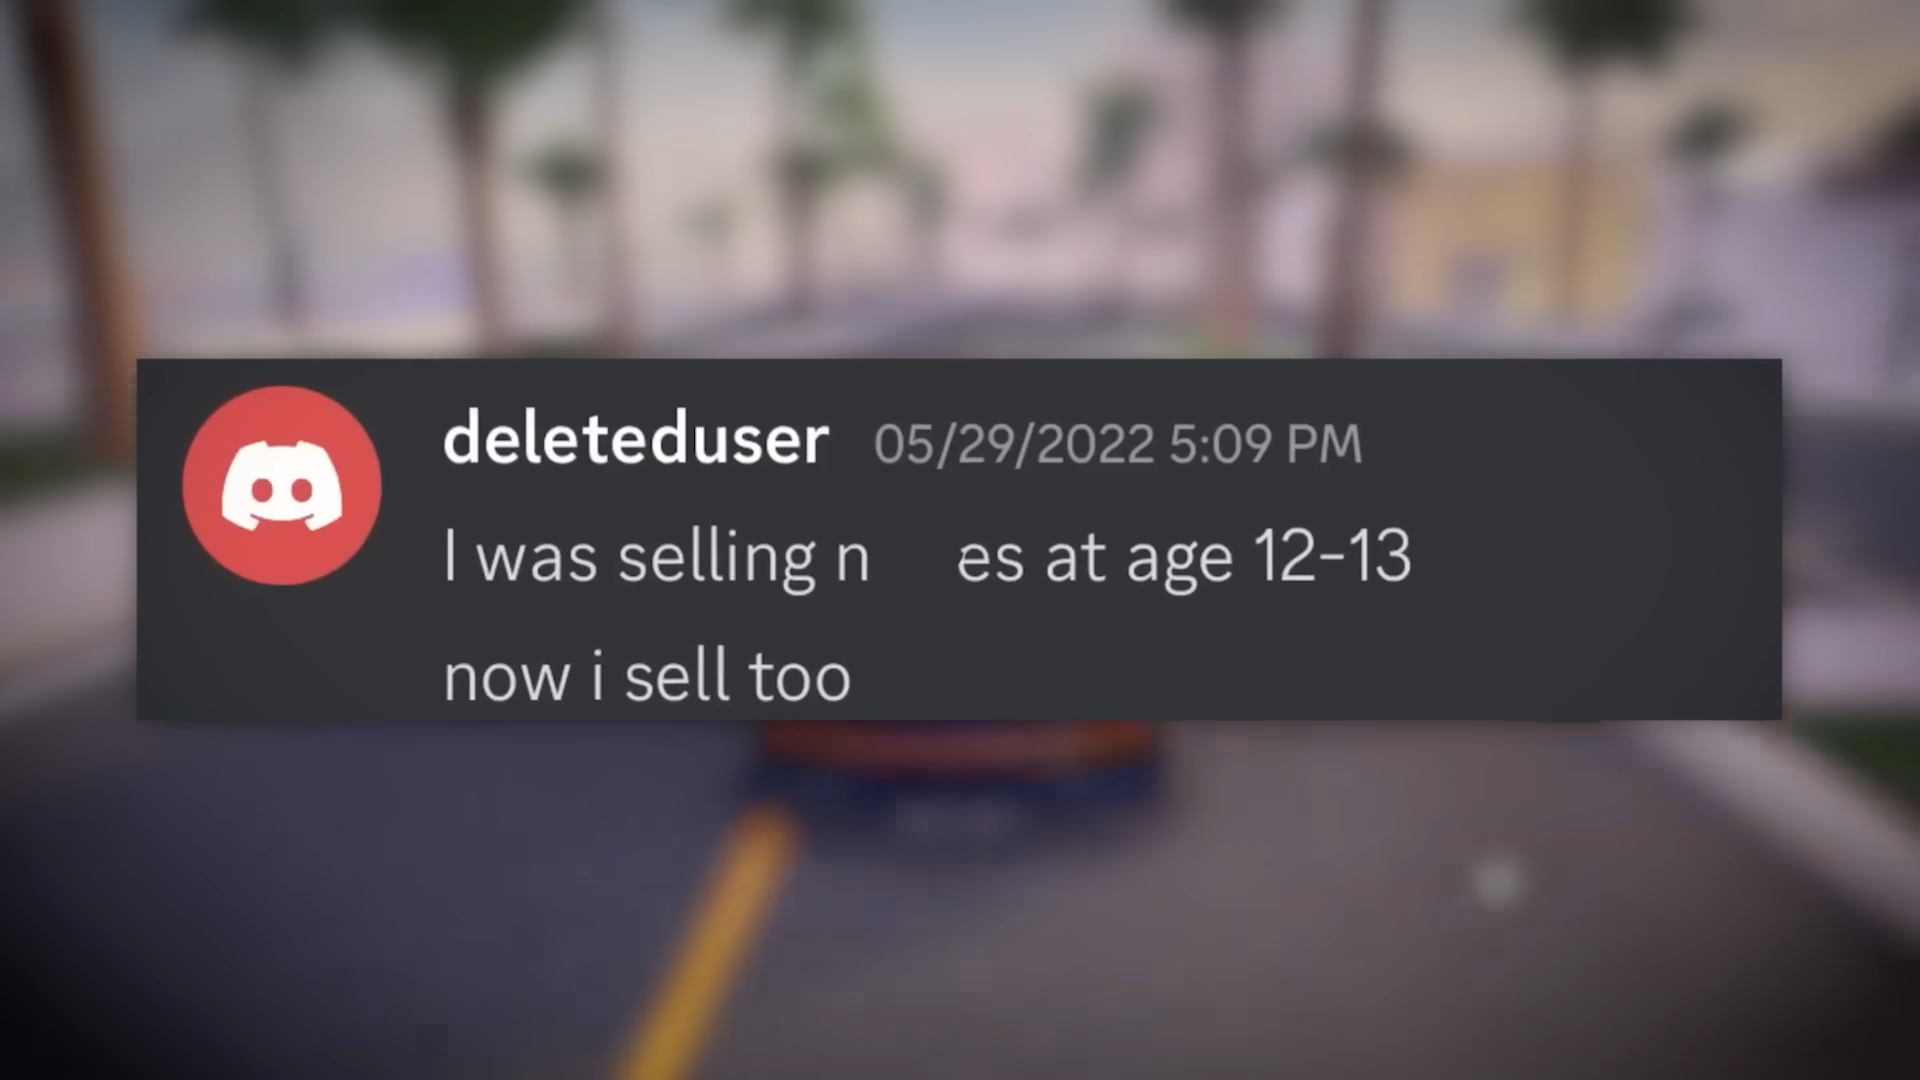 deleteduser 05/29/2022 5:09 PM
I was selling n es at age 12-13
now i sell too